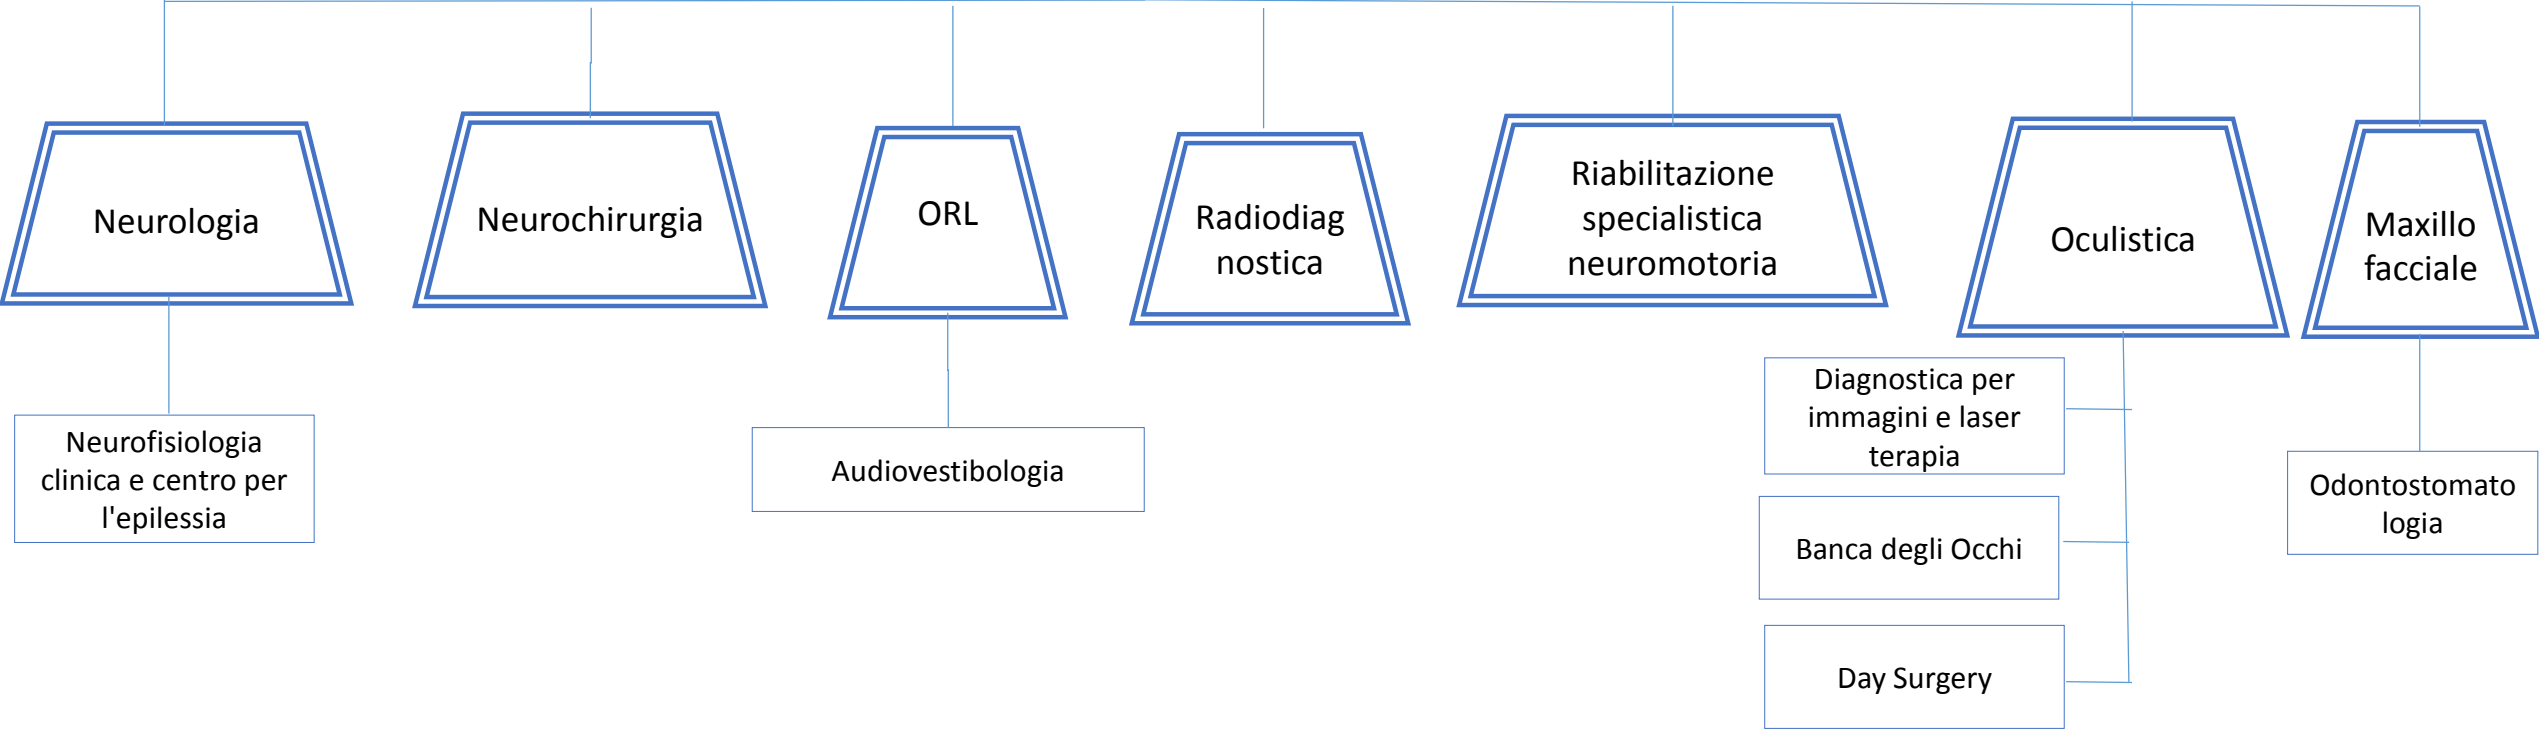 Neurologia
Neurochirurgia
ORL
Radiodiag
nostica
Riabilitazione
specialistica
neuromotoria
Oculistica
Maxillo
facciale
Neurofisiologia
clinica e centro per
l'epilessia
Audiovestibologia
Diagnostica per
immagini e laser
terapia
Banca degli Occhi
Day Surgery
Odontostomato
logia